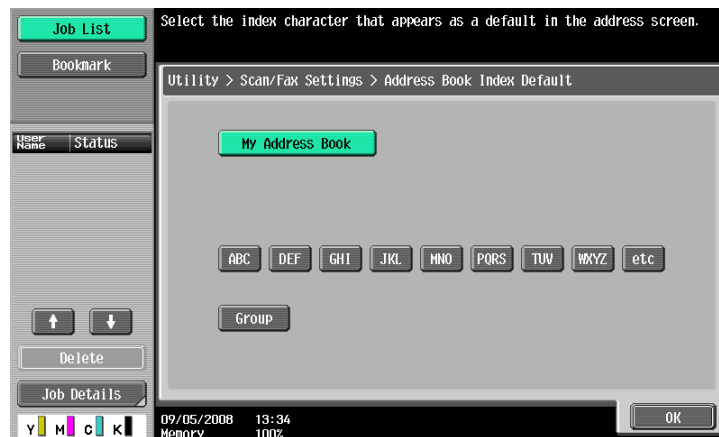 Job List
Bookmark
Select the index character that appears as a default in the address screen.
Utility > Scan/Fax Settings > Address Book Index Default
User Name Status
My Address Book
ABC DEF GHI JKL MNO PQRS TUV WXYZ etc
Group
Delete
Job Details
Y M C K
09/05/2008 13:34
Memory 100%
OK